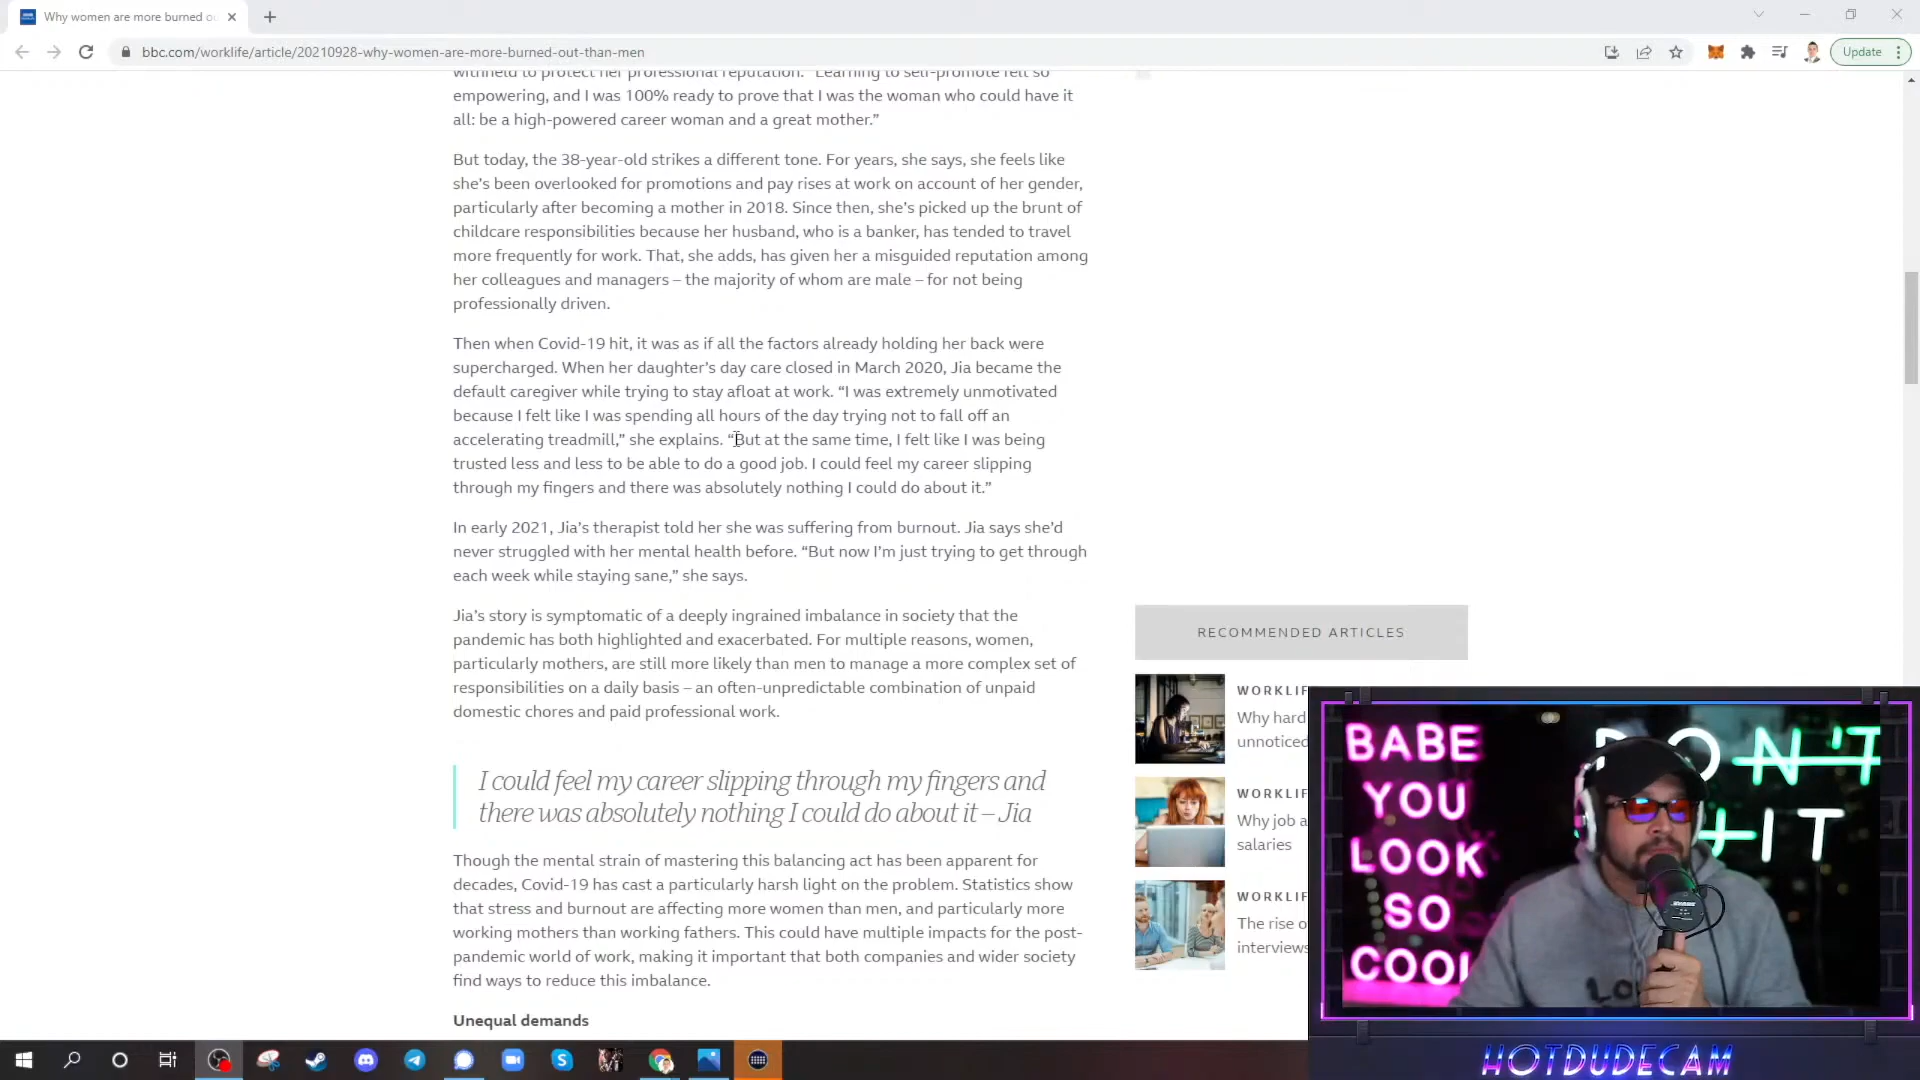 Why women are more burned ou
bbc.com/worklife/article/20210928-why-women-are-more-burned-out-than-men
Update
withheld to protect her professional reputation. “Learning to self-promote felt so
empowering, and I was 100% ready to prove that I was the woman who could have it
all: be a high-powered career woman and a great mother.”
But today, the 38-year-old strikes a different tone. For years, she says, she feels like
she’s been overlooked for promotions and pay rises at work on account of her gender,
particularly after becoming a mother in 2018. Since then, she’s picked up the brunt of
childcare responsibilities because her husband, who is a banker, has tended to travel
more frequently for work. That, she adds, has given her a misguided reputation among
her colleagues and managers – the majority of whom are male – for not being
professionally driven.
Then when Covid-19 hit, it was as if all the factors already holding her back were
supercharged. When her daughter’s day care closed in March 2020, Jia became the
default caregiver while trying to stay afloat at work. “I was extremely unmotivated
because I felt like I was spending all hours of the day trying not to fall off an
accelerating treadmill,” she explains. “But at the same time, I felt like I was being
trusted less and less to be able to do a good job. I could feel my career slipping
through my fingers and there was absolutely nothing I could do about it.”
In early 2021, Jia’s therapist told her she was suffering from burnout. Jia says she’d
never struggled with her mental health before. “But now I’m just trying to get through
each week while staying sane,” she says.
Jia’s story is symptomatic of a deeply ingrained imbalance in society that the
pandemic has both highlighted and exacerbated. For multiple reasons, women,
particularly mothers, are still more likely than men to manage a more complex set of
responsibilities on a daily basis – an often-unpredictable combination of unpaid
domestic chores and paid professional work.
I could feel my career slipping through my fingers and
there was absolutely nothing I could do about it – Jia
Though the mental strain of mastering this balancing act has been apparent for
decades, Covid-19 has cast a particularly harsh light on the problem. Statistics show
that stress and burnout are affecting more women than men, and particularly more
working mothers than working fathers. This could have multiple impacts for the post-
pandemic world of work, making it important that both companies and wider society
find ways to reduce this imbalance.
Unequal demands
RECOMMENDED ARTICLES
WORKLIF
Why hard
unnoticed
WORKLIF
Why job a
salaries
WORKLIF
The rise o
interviews
BABE
YOU
LOOK
SO
COOL
DON'T
IT
HOTDUDECAM